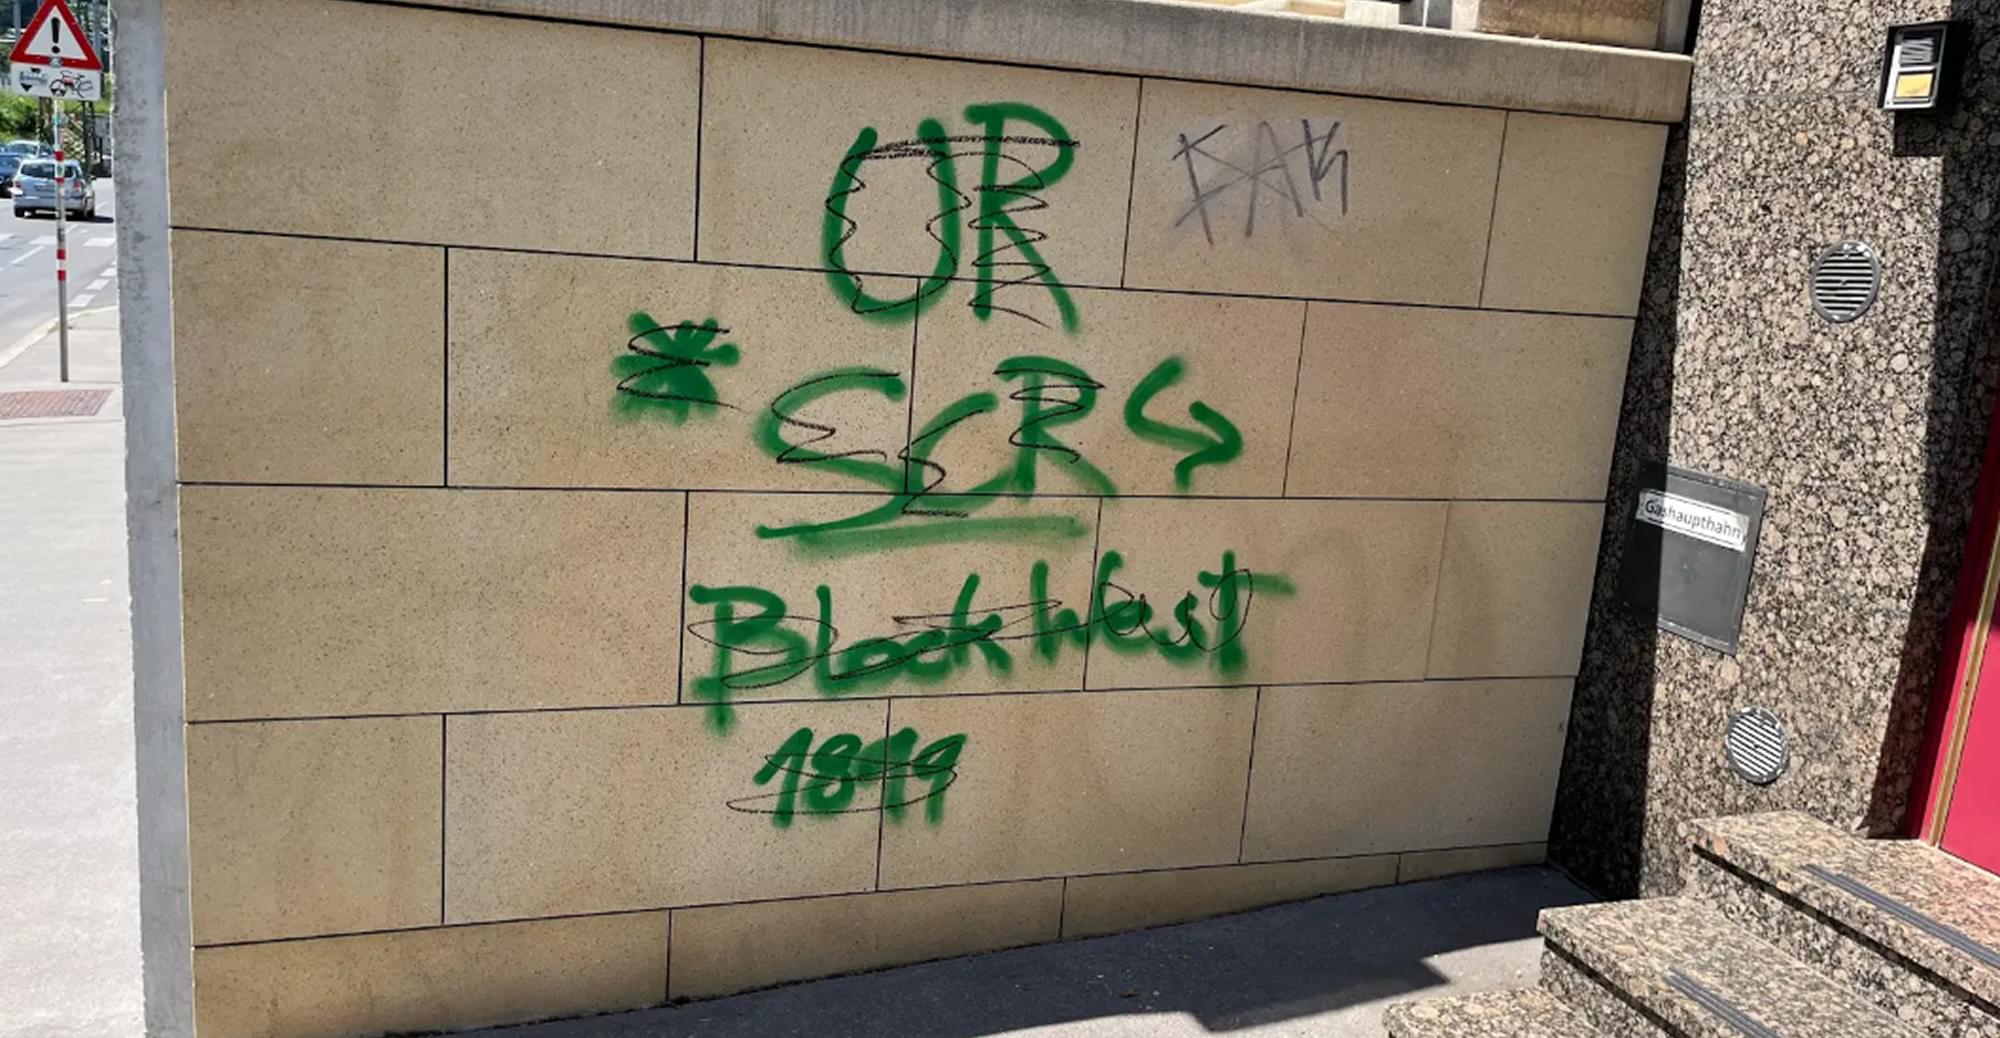 UR
FAK
SCR
Block West
1899
Gashaupthahn